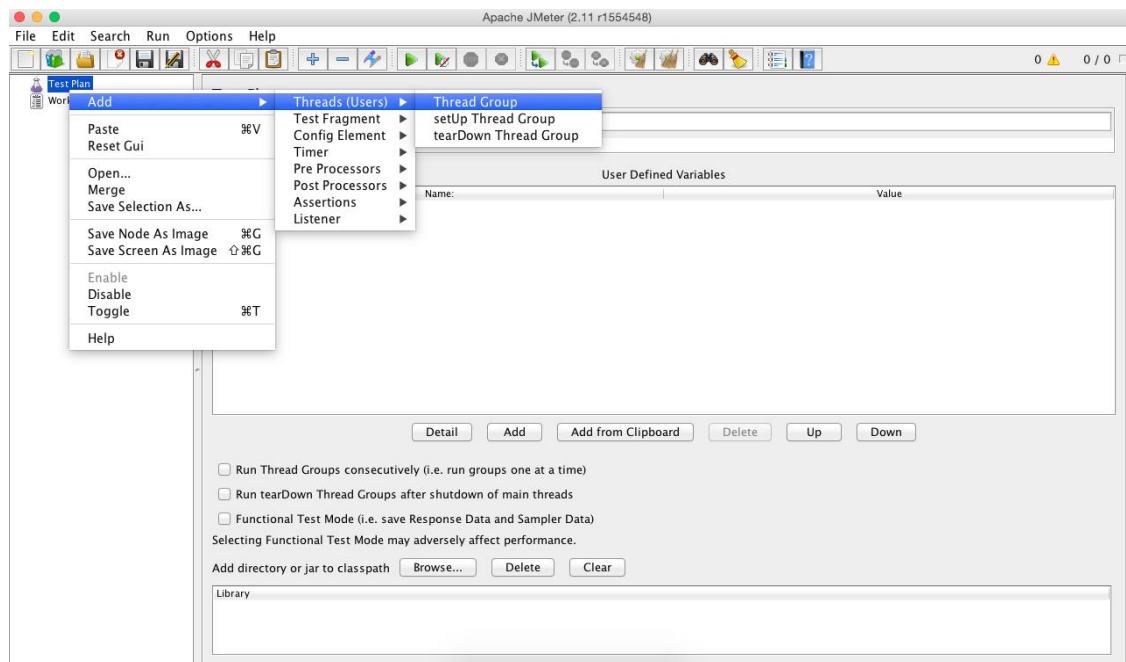 Apache JMeter (2.11 r1554548)
File Edit Search Run Options Help
0 0 / 0
Test Plan
Work
Add
Paste ⌘V
Reset Gui
Open...
Merge
Save Selection As...
Save Node As Image ⌘G
Save Screen As Image ⇧⌘G
Enable
Disable
Toggle ⌘T
Help
Threads (Users)
Test Fragment
Config Element
Timer
Pre Processors
Post Processors
Assertions
Listener
Thread Group
setUp Thread Group
tearDown Thread Group
User Defined Variables
Name: Value
Detail Add Add from Clipboard Delete Up Down
Run Thread Groups consecutively (i.e. run groups one at a time)
Run tearDown Thread Groups after shutdown of main threads
Functional Test Mode (i.e. save Response Data and Sampler Data)
Selecting Functional Test Mode may adversely affect performance.
Add directory or jar to classpath Browse... Delete Clear
Library